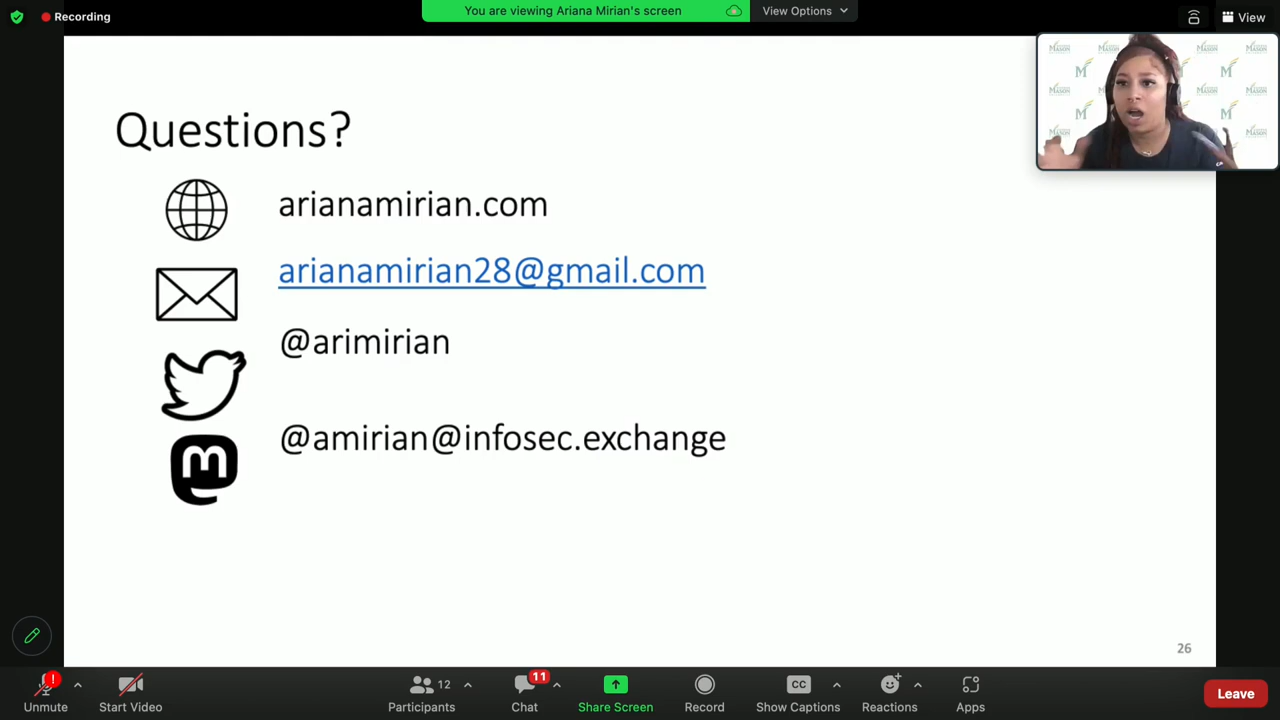 Recording
You are viewing Ariana Mirian's screen
View Options
View
Questions?
arianamirian.com
arianamirian28@gmail.com
@arimirian
@amirian@infosec.exchange
26
Unmute
Start Video
12
Participants
11
Chat
Share Screen
Record
CC
Show Captions
Reactions
Apps
Leave